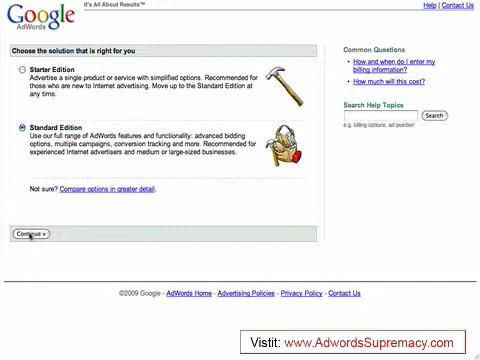 It's All About Results™
Help | Contact Us
Google
AdWords
Choose the solution that is right for you
Starter Edition
Advertise a single product or service with simplified options. Recommended for
those who are new to Internet advertising. Move up to the Standard Edition at
any time.
Standard Edition
Use our full range of AdWords features and functionality: advanced bidding
options, multiple campaigns, conversion tracking and more. Recommended for
experienced Internet advertisers and medium or large-sized businesses.
Not sure? Compare options in greater detail.
Continue »
Common Questions
How and when do I enter my
billing information?
How much will this cost?
Search Help Topics
Search
e.g. billing options, ad position
©2009 Google - AdWords Home - Advertising Policies - Privacy Policy - Contact Us
Vistit: www.AdwordsSupremacy.com